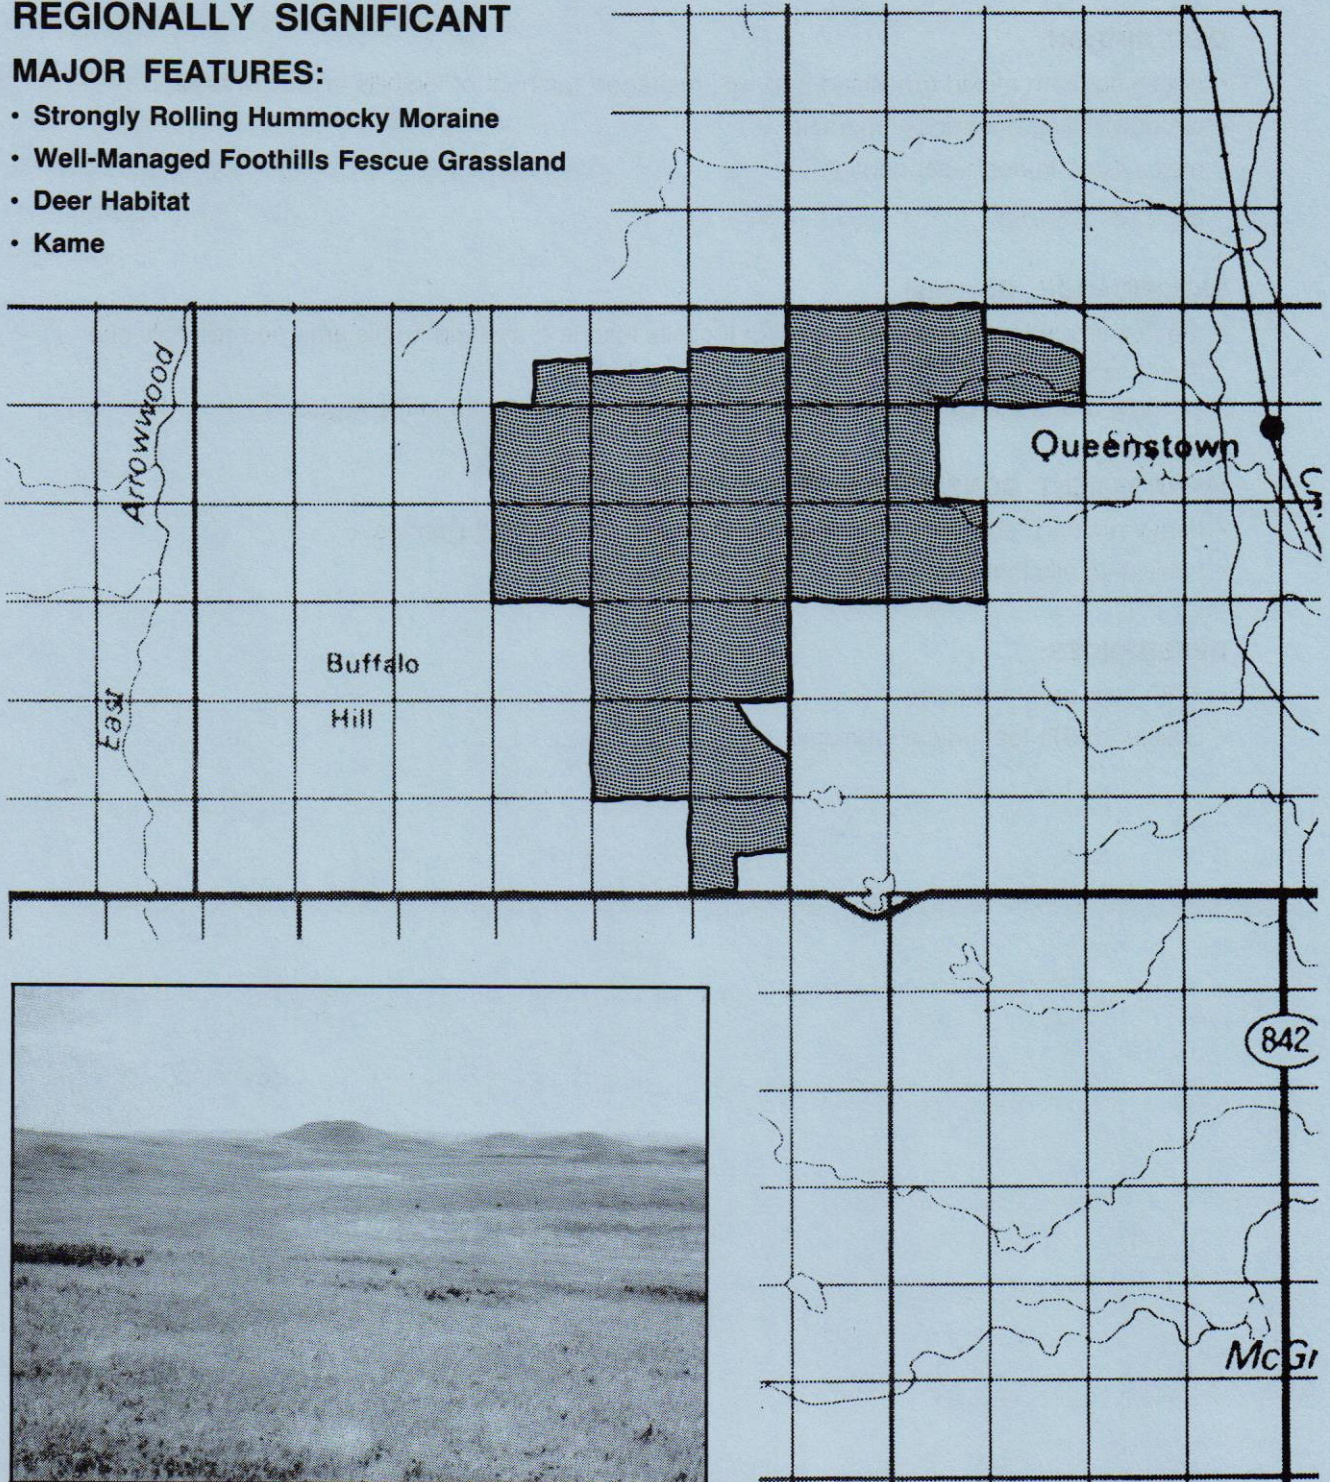 REGIONALLY SIGNIFICANT
MAJOR FEATURES:
• Strongly Rolling Hummocky Moraine
• Well-Managed Foothills Fescue Grassland
• Deer Habitat
• Kame
Arrowwood
East
Queenstown
Buffalo
Hill
842
McGr